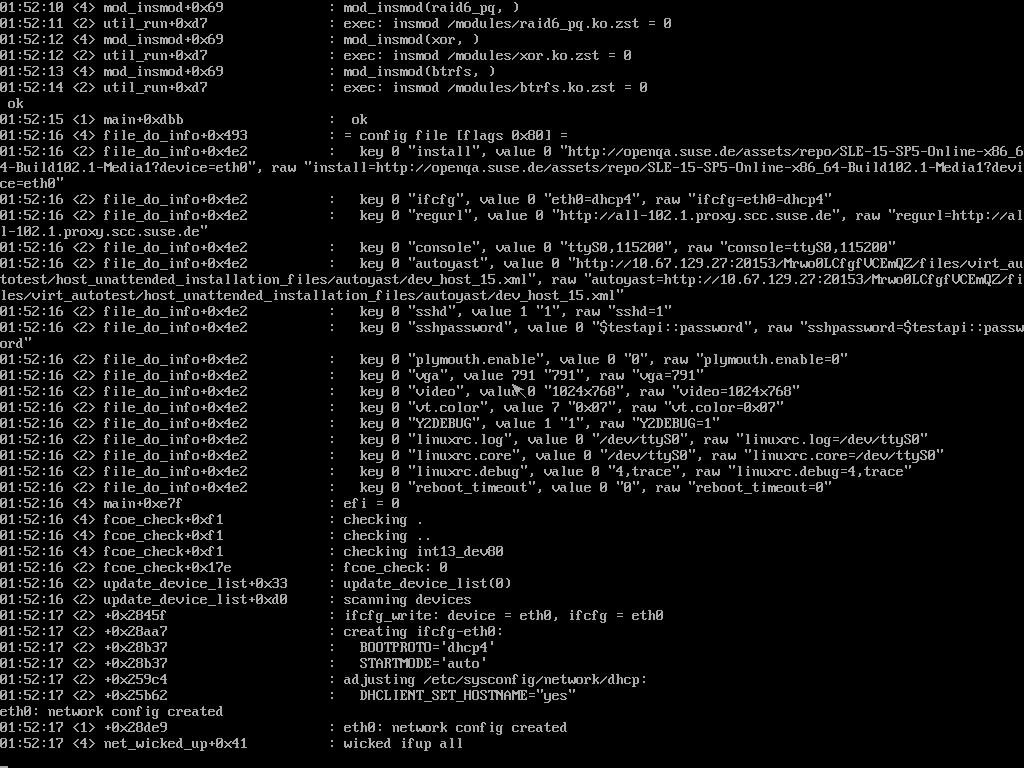 01:52:10 <4> mod_insmod+0x69             : mod_insmod(raid6_pq, )
01:52:11 <2> util_run+0xd7               : exec: insmod /modules/raid6_pq.ko.zst = 0
01:52:12 <4> mod_insmod+0x69             : mod_insmod(xor, )
01:52:12 <2> util_run+0xd7               : exec: insmod /modules/xor.ko.zst = 0
01:52:13 <4> mod_insmod+0x69             : mod_insmod(btrfs, )
01:52:14 <2> util_run+0xd7               : exec: insmod /modules/btrfs.ko.zst = 0
 ok
01:52:15 <1> main+0xdbb                  :  ok
01:52:16 <4> file_do_info+0x493          : = config file [flags 0x80] =
01:52:16 <2> file_do_info+0x4e2          :   key 0 "install", value 0 "http://openqa.suse.de/assets/repo/SLE-15-SP5-Online-x86_6
4-Build102.1-Media1?device=eth0", raw "install=http://openqa.suse.de/assets/repo/SLE-15-SP5-Online-x86_64-Build102.1-Media1?devi
ce=eth0"
01:52:16 <2> file_do_info+0x4e2          :   key 0 "ifcfg", value 0 "eth0=dhcp4", raw "ifcfg=eth0=dhcp4"
01:52:16 <2> file_do_info+0x4e2          :   key 0 "regurl", value 0 "http://all-102.1.proxy.scc.suse.de", raw "regurl=http://al
l-102.1.proxy.scc.suse.de"
01:52:16 <2> file_do_info+0x4e2          :   key 0 "console", value 0 "ttyS0,115200", raw "console=ttyS0,115200"
01:52:16 <2> file_do_info+0x4e2          :   key 0 "autoyast", value 0 "http://10.67.129.27:20153/Mrwo0LCfgfVCEmQZ/files/virt_au
totest/host_unattended_installation_files/autoyast/dev_host_15.xml", raw "autoyast=http://10.67.129.27:20153/Mrwo0LCfgfVCEmQZ/fi
les/virt_autotest/host_unattended_installation_files/autoyast/dev_host_15.xml"
01:52:16 <2> file_do_info+0x4e2          :   key 0 "sshd", value 1 "1", raw "sshd=1"
01:52:16 <2> file_do_info+0x4e2          :   key 0 "sshpassword", value 0 "$testapi::password", raw "sshpassword=$testapi::passw
ord"
01:52:16 <2> file_do_info+0x4e2          :   key 0 "plymouth.enable", value 0 "0", raw "plymouth.enable=0"
01:52:16 <2> file_do_info+0x4e2          :   key 0 "vga", value 791 "791", raw "vga=791"
01:52:16 <2> file_do_info+0x4e2          :   key 0 "video", value 0 "1024x768", raw "video=1024x768"
01:52:16 <2> file_do_info+0x4e2          :   key 0 "vt.color", value 7 "0x07", raw "vt.color=0x07"
01:52:16 <2> file_do_info+0x4e2          :   key 0 "Y2DEBUG", value 1 "1", raw "Y2DEBUG=1"
01:52:16 <2> file_do_info+0x4e2          :   key 0 "linuxrc.log", value 0 "/dev/ttyS0", raw "linuxrc.log=/dev/ttyS0"
01:52:16 <2> file_do_info+0x4e2          :   key 0 "linuxrc.core", value 0 "/dev/ttyS0", raw "linuxrc.core=/dev/ttyS0"
01:52:16 <2> file_do_info+0x4e2          :   key 0 "linuxrc.debug", value 0 "4,trace", raw "linuxrc.debug=4,trace"
01:52:16 <2> file_do_info+0x4e2          :   key 0 "reboot_timeout", value 0 "0", raw "reboot_timeout=0"
01:52:16 <4> main+0xe7f                  : efi = 0
01:52:16 <4> fcoe_check+0xf1             : checking .
01:52:16 <4> fcoe_check+0xf1             : checking ..
01:52:16 <4> fcoe_check+0xf1             : checking int13_dev80
01:52:16 <2> fcoe_check+0x17e            : fcoe_check: 0
01:52:16 <2> update_device_list+0x33     : update_device_list(0)
01:52:16 <2> update_device_list+0xd0     : scanning devices
01:52:17 <2> +0x2845f                    : ifcfg_write: device = eth0, ifcfg = eth0
01:52:17 <2> +0x28aa7                    : creating ifcfg-eth0:
01:52:17 <2> +0x28b37                    :   BOOTPROTO='dhcp4'
01:52:17 <2> +0x28b37                    :   STARTMODE='auto'
01:52:17 <2> +0x259c4                    : adjusting /etc/sysconfig/network/dhcp:
01:52:17 <2> +0x25b62                    :   DHCLIENT_SET_HOSTNAME="yes"
eth0: network config created
01:52:17 <1> +0x28de9                    : eth0: network config created
01:52:17 <4> net_wicked_up+0x41          : wicked ifup all